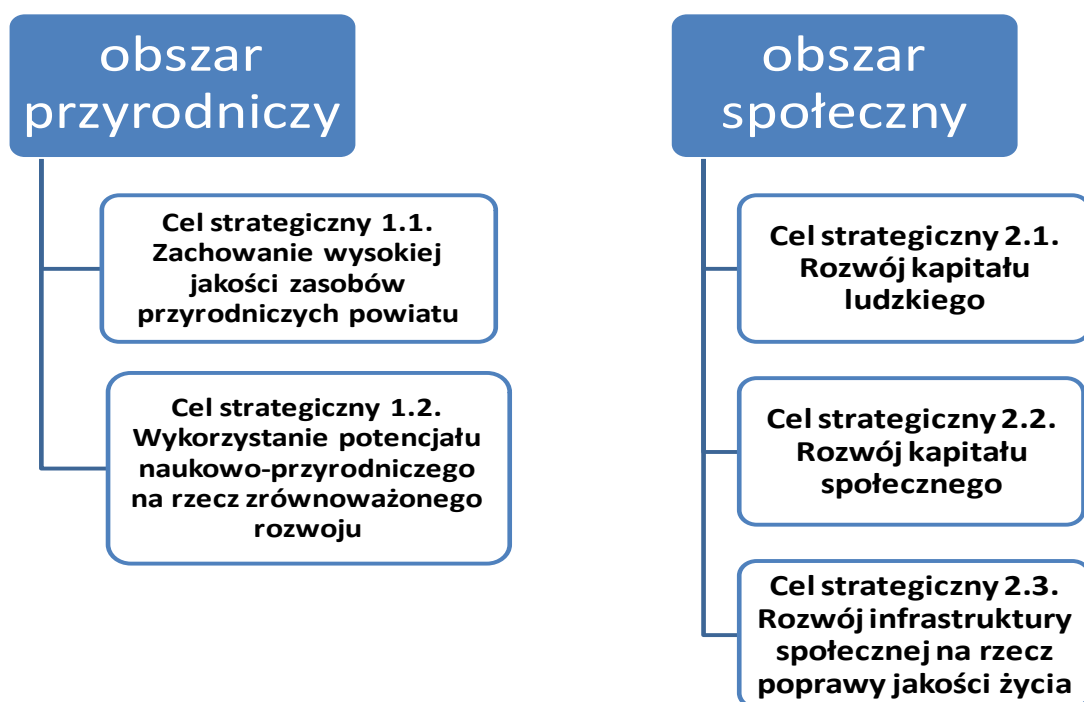 obszar
przyrodniczy
Cel strategiczny 1.1.
Zachowanie wysokiej
jakości zasobów
przyrodniczych powiatu
Cel strategiczny 1.2.
Wykorzystanie potencjału
naukowo-przyrodniczego
na rzecz zrównoważonego
rozwoju
obszar
społeczny
Cel strategiczny 2.1.
Rozwój kapitału
ludzkiego
Cel strategiczny 2.2.
Rozwój kapitału
społecznego
Cel strategiczny 2.3.
Rozwój infrastruktury
społecznej na rzecz
poprawy jakości życia